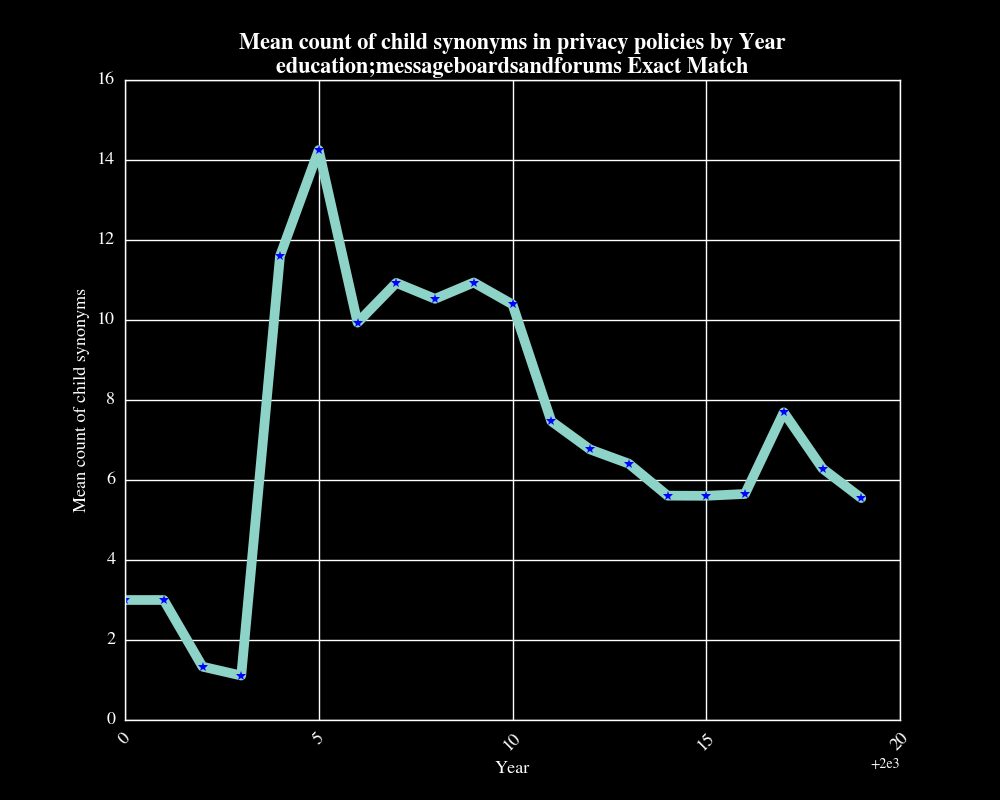 Mean count of child synonyms in privacy policies by Year
education;messageboardsandforums Exact Match
16
14
12
10
8
6
4
2
0
Mean count of child synonyms
0 5 10 15 20
+2e3
Year